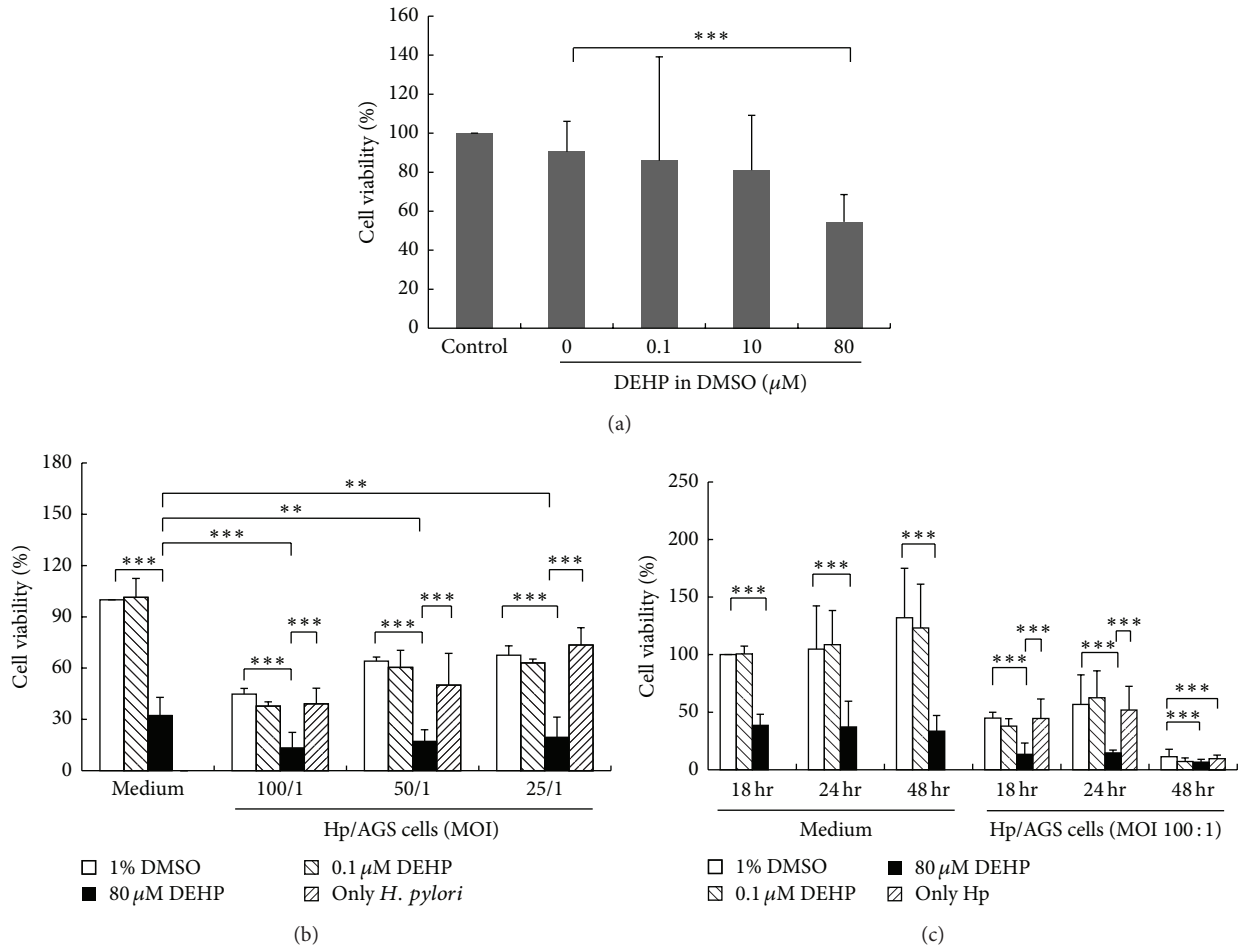 160
140
120
100
80
60
40
20
0
Cell viability (%)
***
Control 0 0.1 10 80
DEHP in DMSO (μM)
(a)
180
150
120
90
60
30
0
Cell viability (%)
**
**
***
***
***
***
***
***
***
***
Medium 100/1 50/1 25/1
Hp/AGS cells (MOI)
1% DMSO
80 μM DEHP
0.1 μM DEHP
Only H. pylori
(b)
250
200
150
100
50
0
Cell viability (%)
***
***
***
***
***
***
***
***
***
18 hr 24 hr 48 hr 18 hr 24 hr 48 hr
Medium Hp/AGS cells (MOI 100 : 1)
1% DMSO
0.1 μM DEHP
80 μM DEHP
Only Hp
(c)